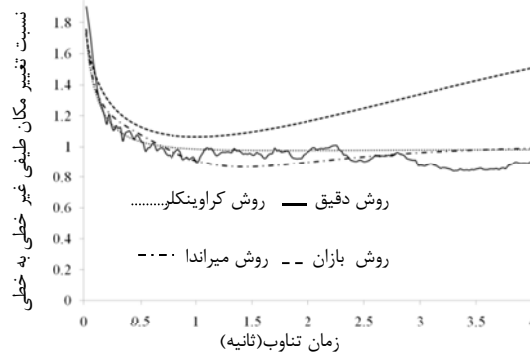 نسبت تغییر مکان طیفی غیر خطی به خطی
1.8
1.6
1.4
1.2
1
0.8
0.6
0.4
0.2
0
روش دقیق روش کراوینکلر
روش بازان روش میراندا
0 0.5 1 1.5 2 2.5 3 3.5 4
زمان تناوب(ثانیه)